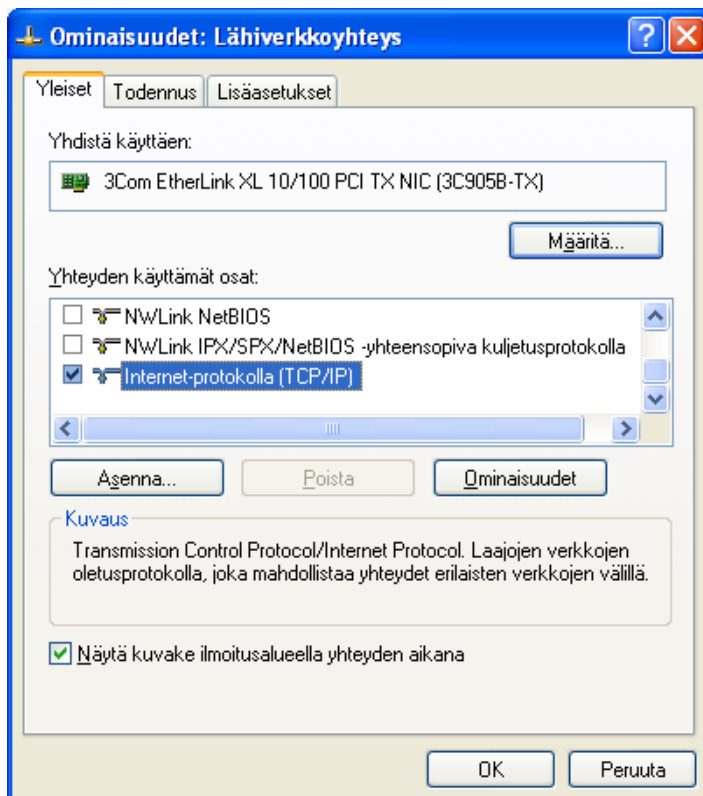 Ominaisuudet: Lähiverkkoyhteys
Yleiset Todennus Lisäasetukset
Yhdistä käyttäen:
3Com EtherLink XL 10/100 PCI TX NIC (3C905B-TX)
Määritä...
Yhteyden käyttämät osat:
NWLink NetBIOS
NWLink IPX/SPX/NetBIOS -yhteensopiva kuljetusprotokolla
Internet-protokolla (TCP/IP)
Asenna... Poista Ominaisuudet
Kuvaus
Transmission Control Protocol/Internet Protocol. Laajojen verkkojen
oletusprotokolla, joka mahdollistaa yhteydet erilaisten verkkojen välillä.
Näytä kuvake ilmoitusalueella yhteyden aikana
OK Peruuta